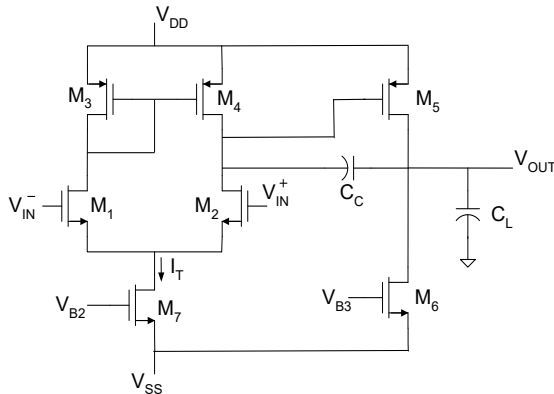 V_DD
M_3
M_4
M_5
V_IN^-
M_1
M_2
V_IN^+
C_C
V_OUT
C_L
I_T
V_B2
M_7
V_B3
M_6
V_SS